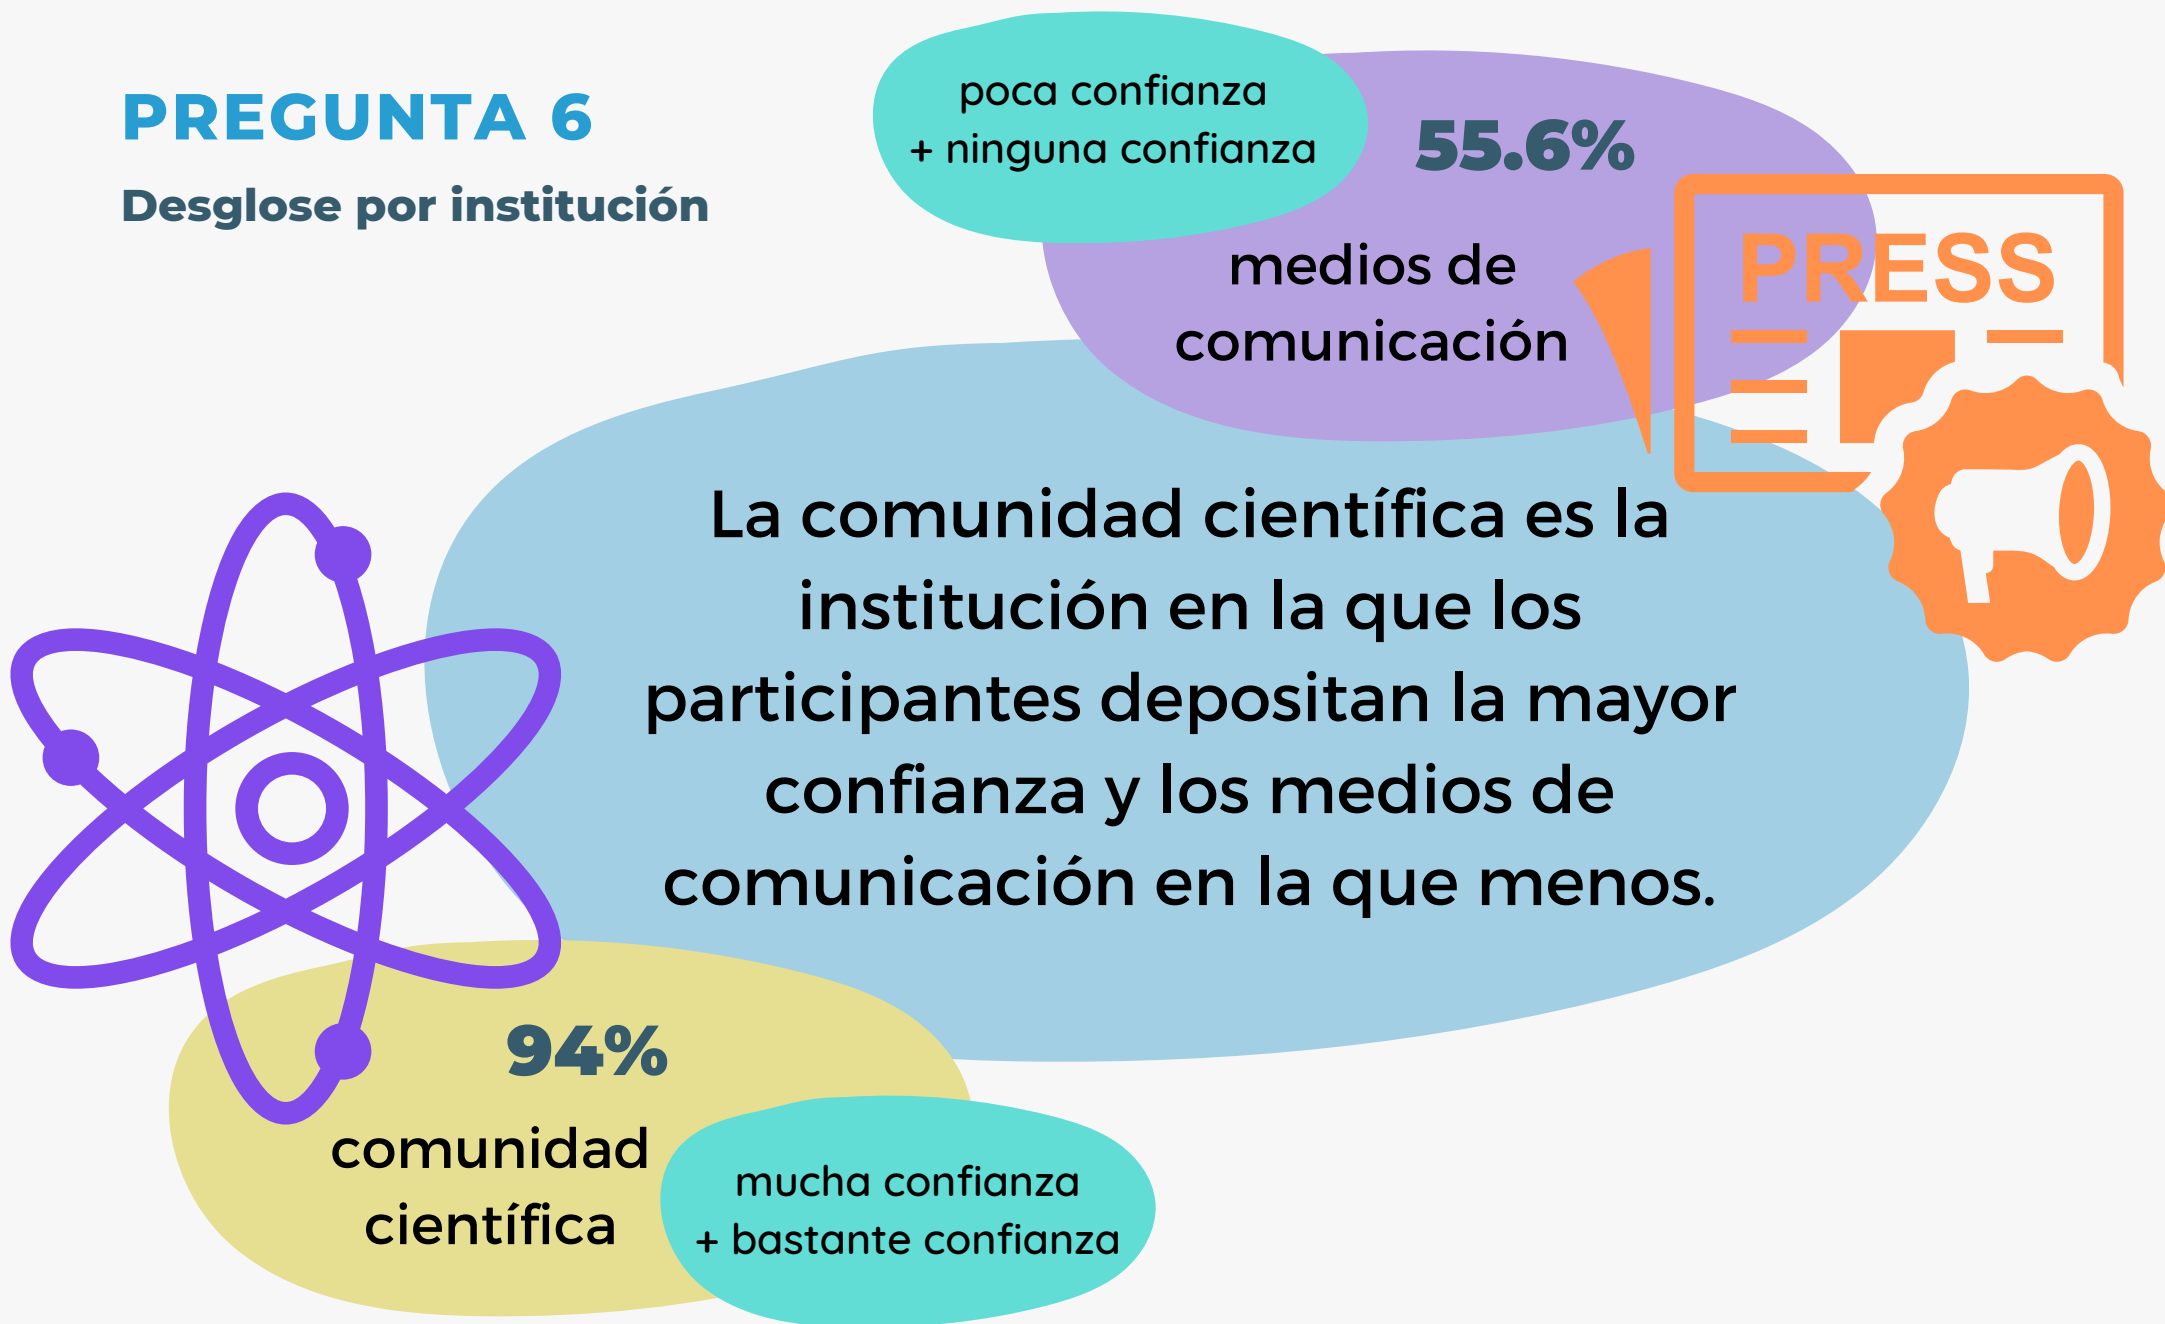 PREGUNTA 6
Desglose por institución
poca confianza
+ ninguna confianza
55.6%
medios de
comunicación
PRESS
La comunidad científica es la
institución en la que los
participantes depositan la mayor
confianza y los medios de
comunicación en la que menos.
94%
comunidad
científica
mucha confianza
+ bastante confianza